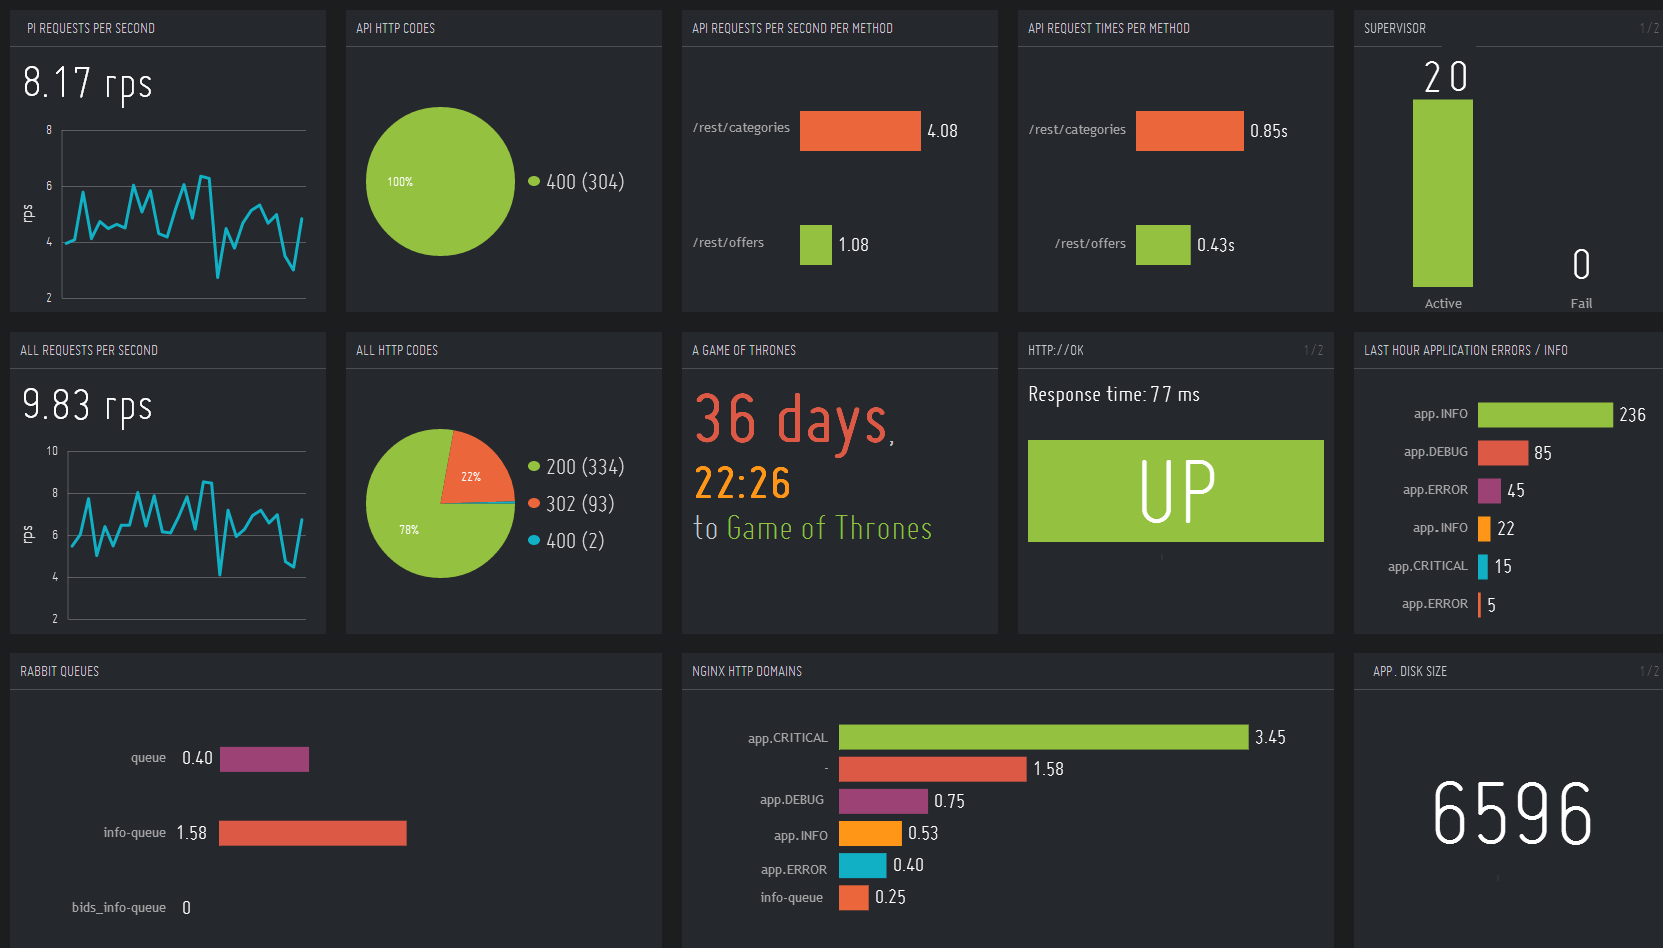 PI REQUESTS PER SECOND
8.17 rps
8
6
4
2
rps
API HTTP CODES
100%
400 (304)
API REQUESTS PER SECOND PER METHOD
/rest/categories 4.08
/rest/offers 1.08
API REQUEST TIMES PER METHOD
/rest/categories 0.85s
/rest/offers 0.43s
SUPERVISOR 1/2
20
0
Active Fail
ALL REQUESTS PER SECOND
9.83 rps
10
8
6
4
2
rps
ALL HTTP CODES
22%
78%
200 (334)
302 (93)
400 (2)
A GAME OF THRONES
36 days,
22:26
to Game of Thrones
HTTP://OK 1/2
Response time: 77 ms
UP
LAST HOUR APPLICATION ERRORS / INFO
app.INFO 236
app.DEBUG 85
app.ERROR 45
app.INFO 22
app.CRITICAL 15
app.ERROR 5
RABBIT QUEUES
queue 0.40
info-queue 1.58
bids_info-queue 0
NGINX HTTP DOMAINS
app.CRITICAL 3.45
- 1.58
app.DEBUG 0.75
app.INFO 0.53
app.ERROR 0.40
info-queue 0.25
APP. DISK SIZE 1/2
6596